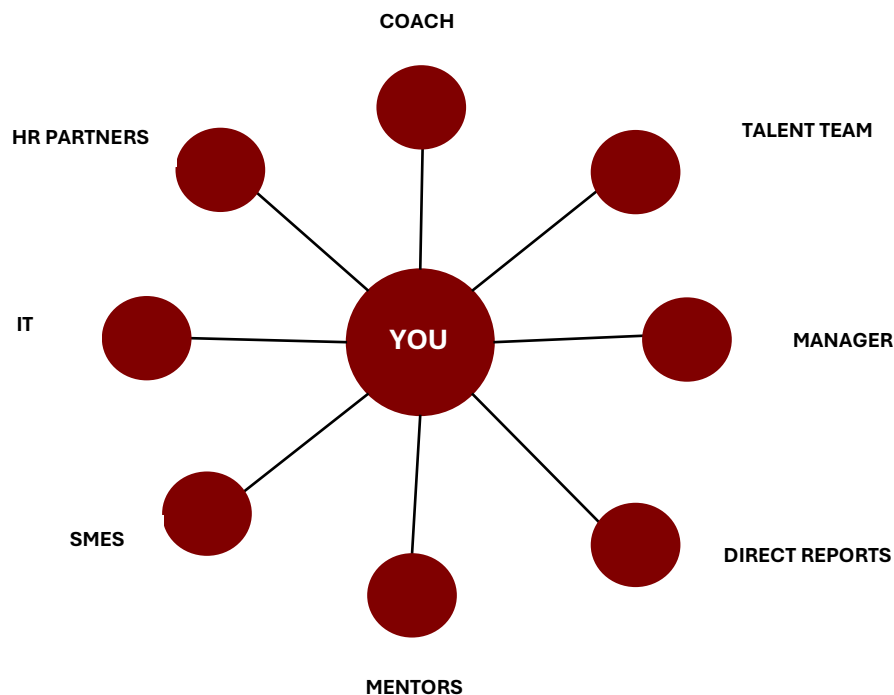 COACH
HR PARTNERS
TALENT TEAM
IT
YOU
MANAGER
SMES
DIRECT REPORTS
MENTORS